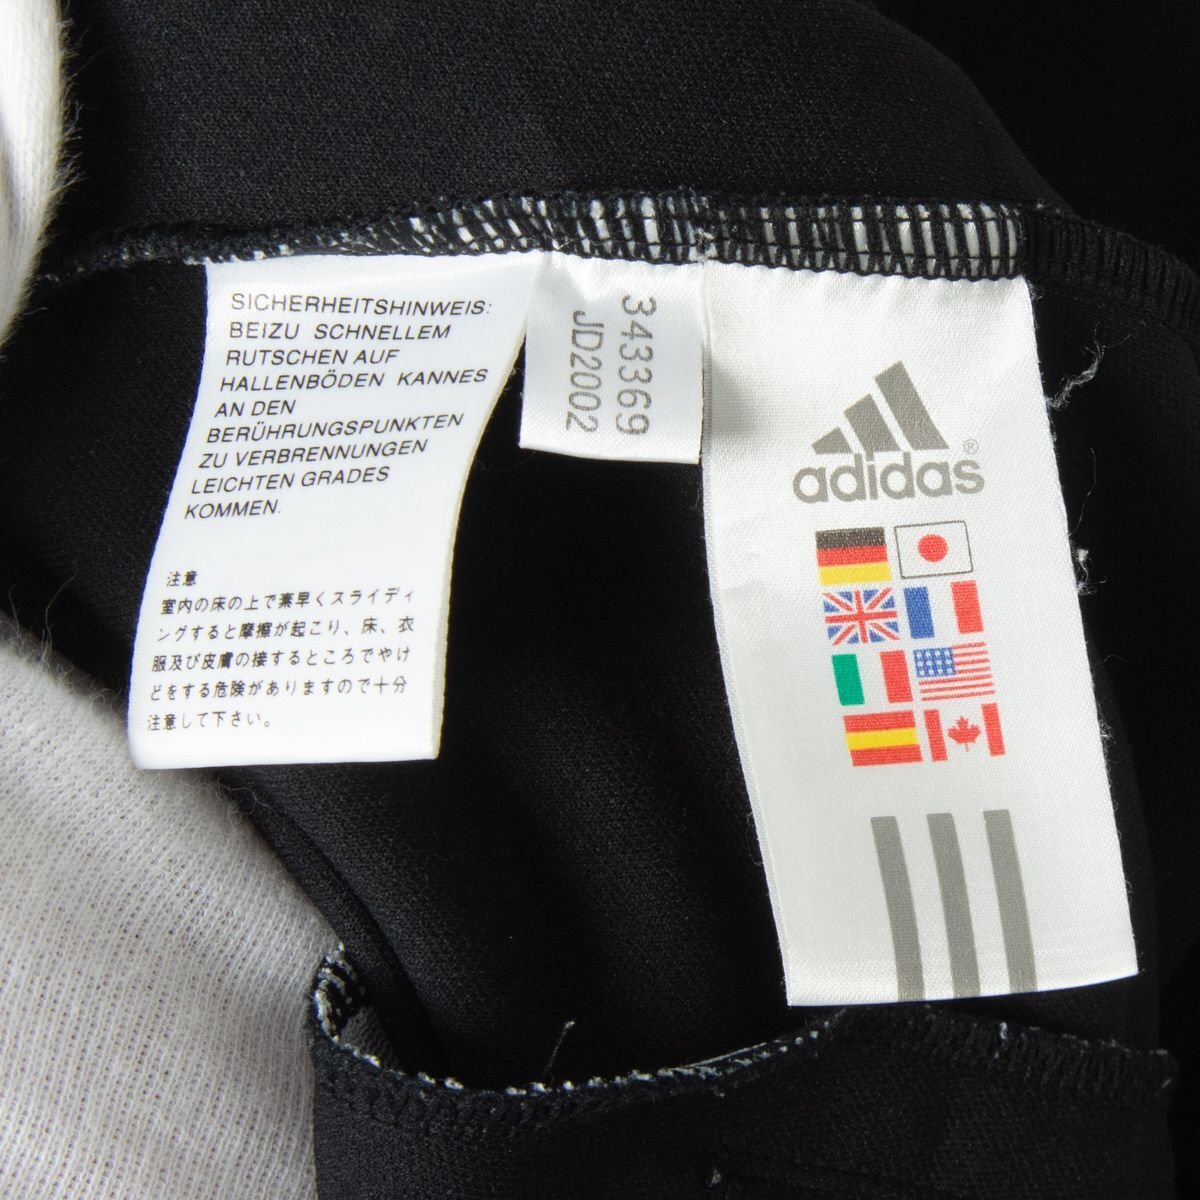 SICHERHEITSHINWEIS:
BEIZU SCHNELLEM
RUTSCHEN AUF
HALLENBÖDEN KANNES
AN DEN
BERÜHRUNGSPUNKTEN
ZU VERBRENNUNGEN
LEICHTEN GRADES
KOMMEN.
注意
室内の床の上で素早くスライディ
ングすると摩擦が起こり、床、衣
服及び皮膚の接するところでやけ
どをする危険がありますので十分
注意して下さい。
343369
JD2002
adidas®